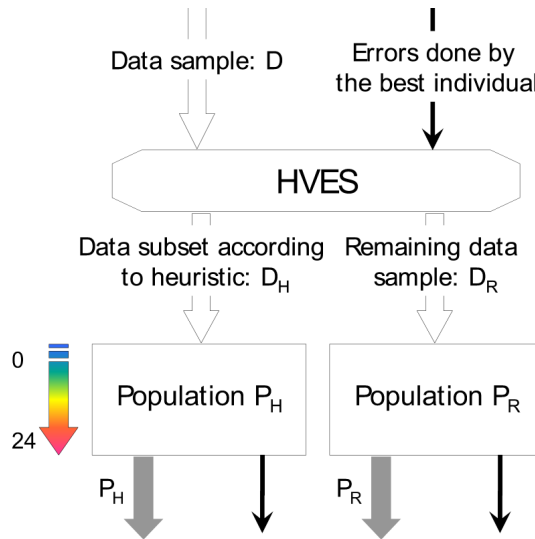 Data sample: D
Errors done by
the best individual
HVES
Data subset according
to heuristic: D_H
Remaining data
sample: D_R
0
24
Population P_H
Population P_R
P_H
P_R